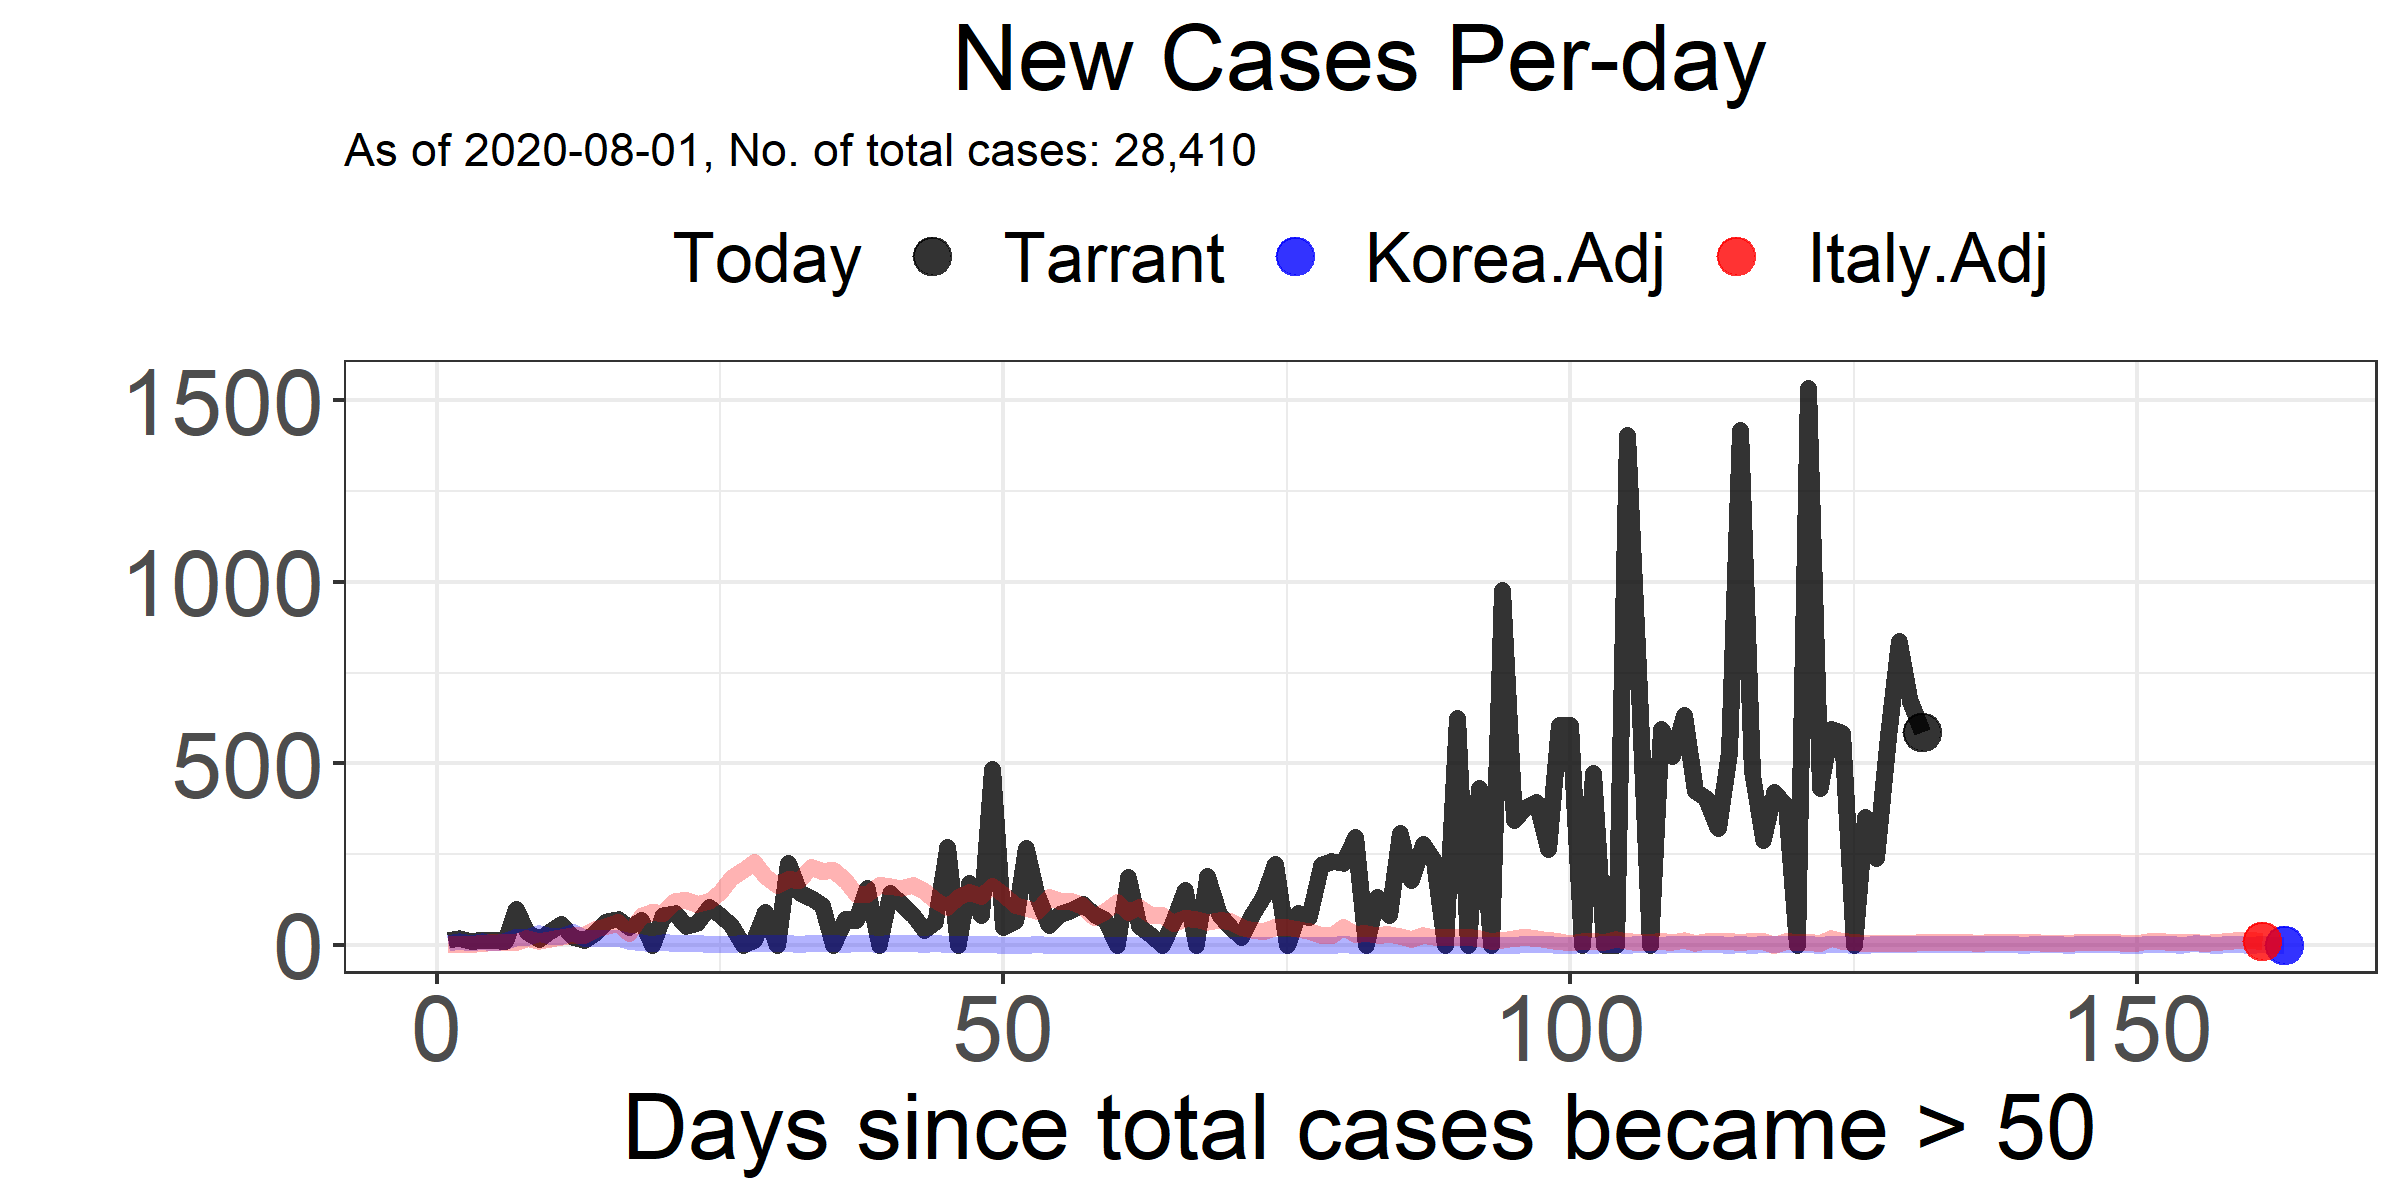 New Cases Per-day
As of 2020-08-01, No. of total cases: 28,410
Today Tarrant Korea.Adj Italy.Adj
1500
1000
500
0
0 50 100 150
Days since total cases became > 50